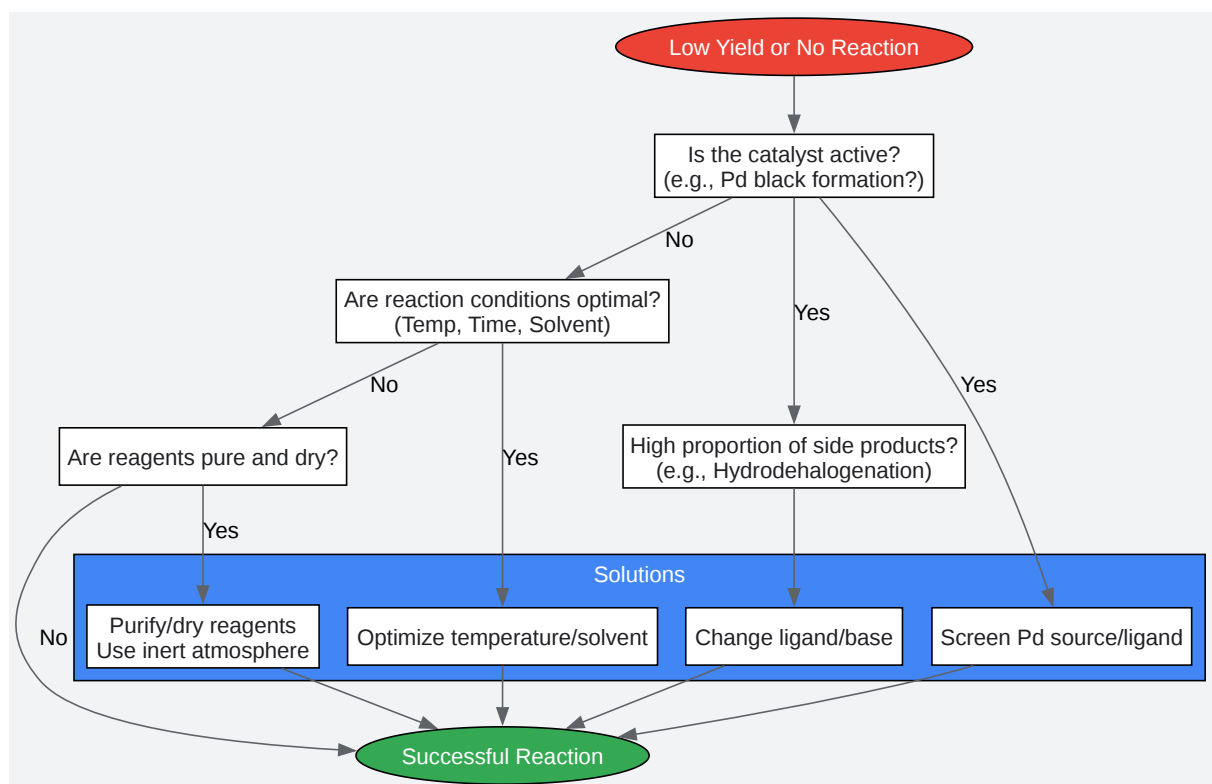 Low Yield or No Reaction
Is the catalyst active?
(e.g., Pd black formation?)
No
Are reaction conditions optimal?
(Temp, Time, Solvent)
Yes
No
Yes
Are reagents pure and dry?
Yes
High proportion of side products?
(e.g., Hydrodehalogenation)
Yes
Solutions
No
Purify/dry reagents
Use inert atmosphere
Optimize temperature/solvent
Change ligand/base
Screen Pd source/ligand
Successful Reaction